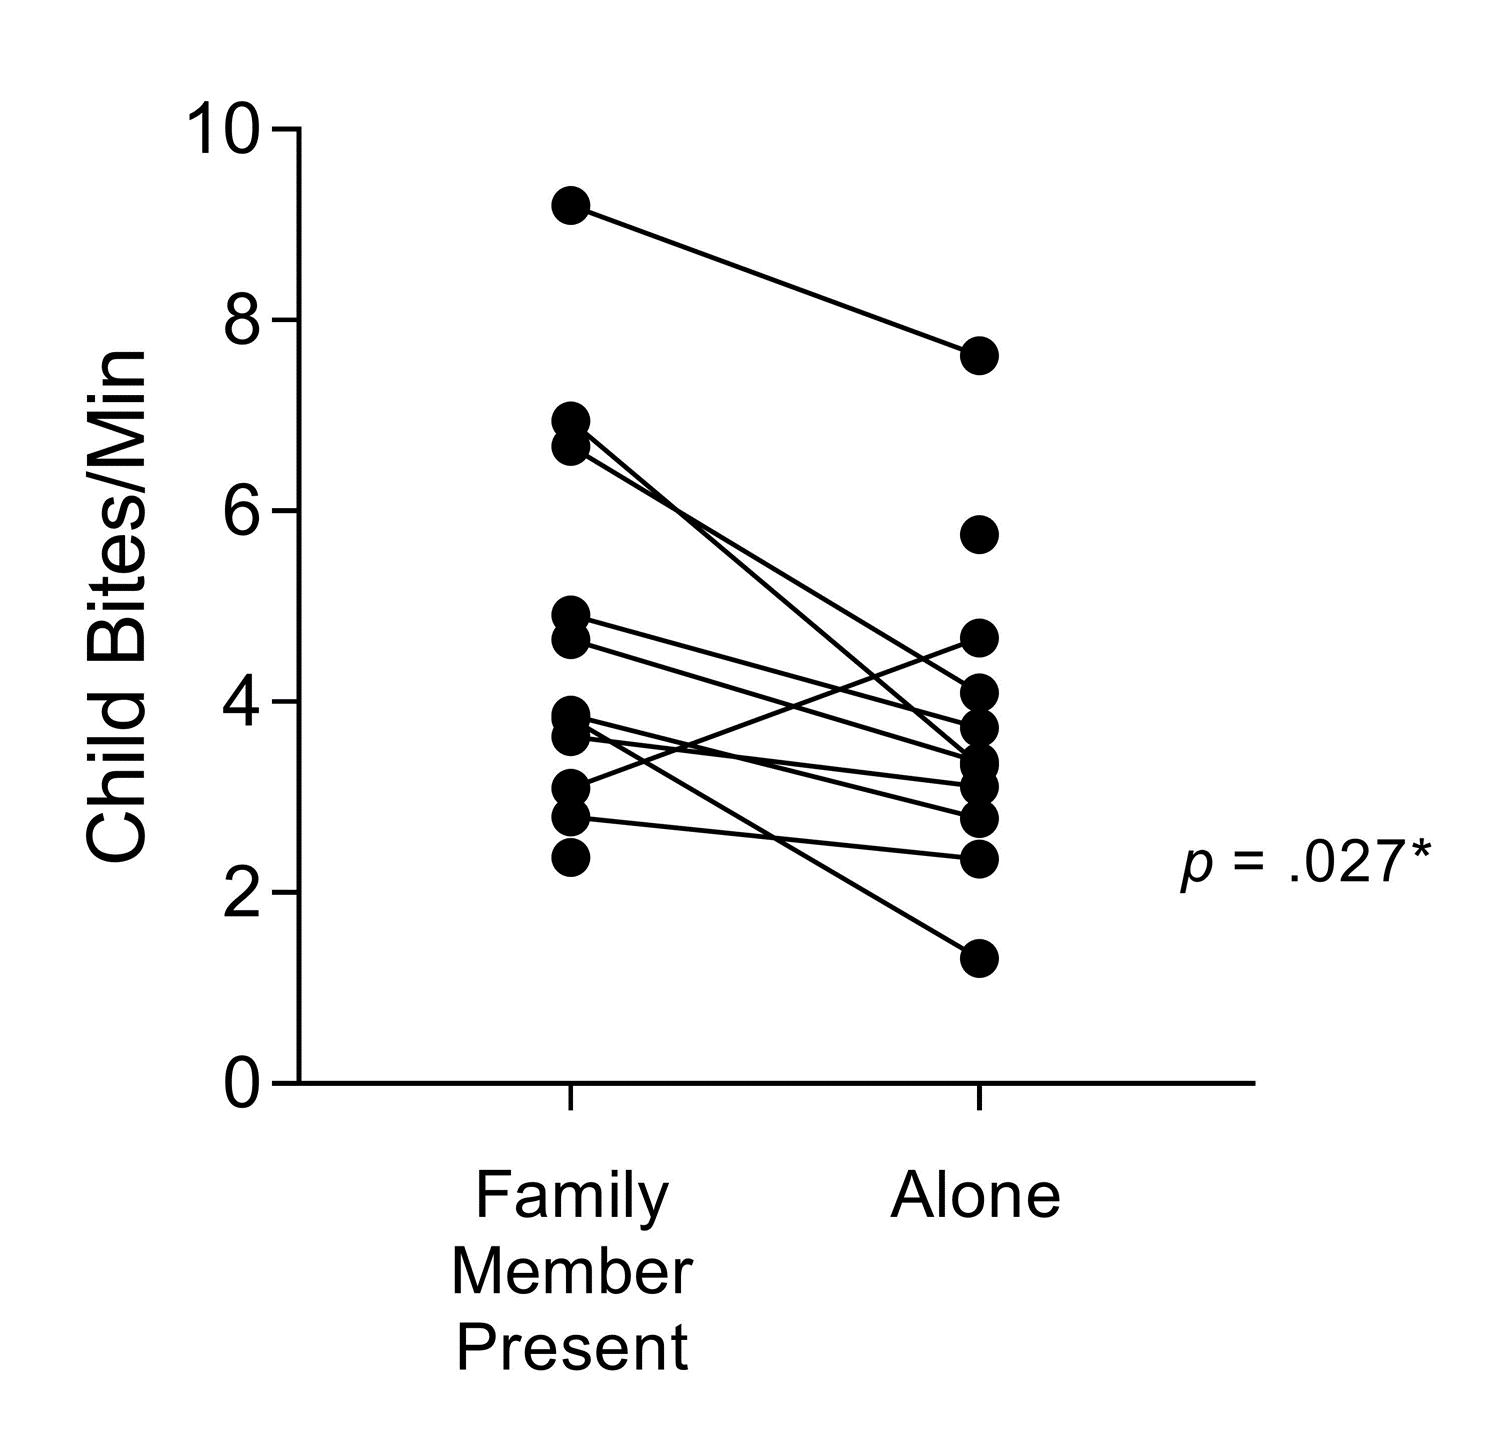 10
8
6
4
2
0
Child Bites/Min
p = .027*
Family
Member
Present
Alone